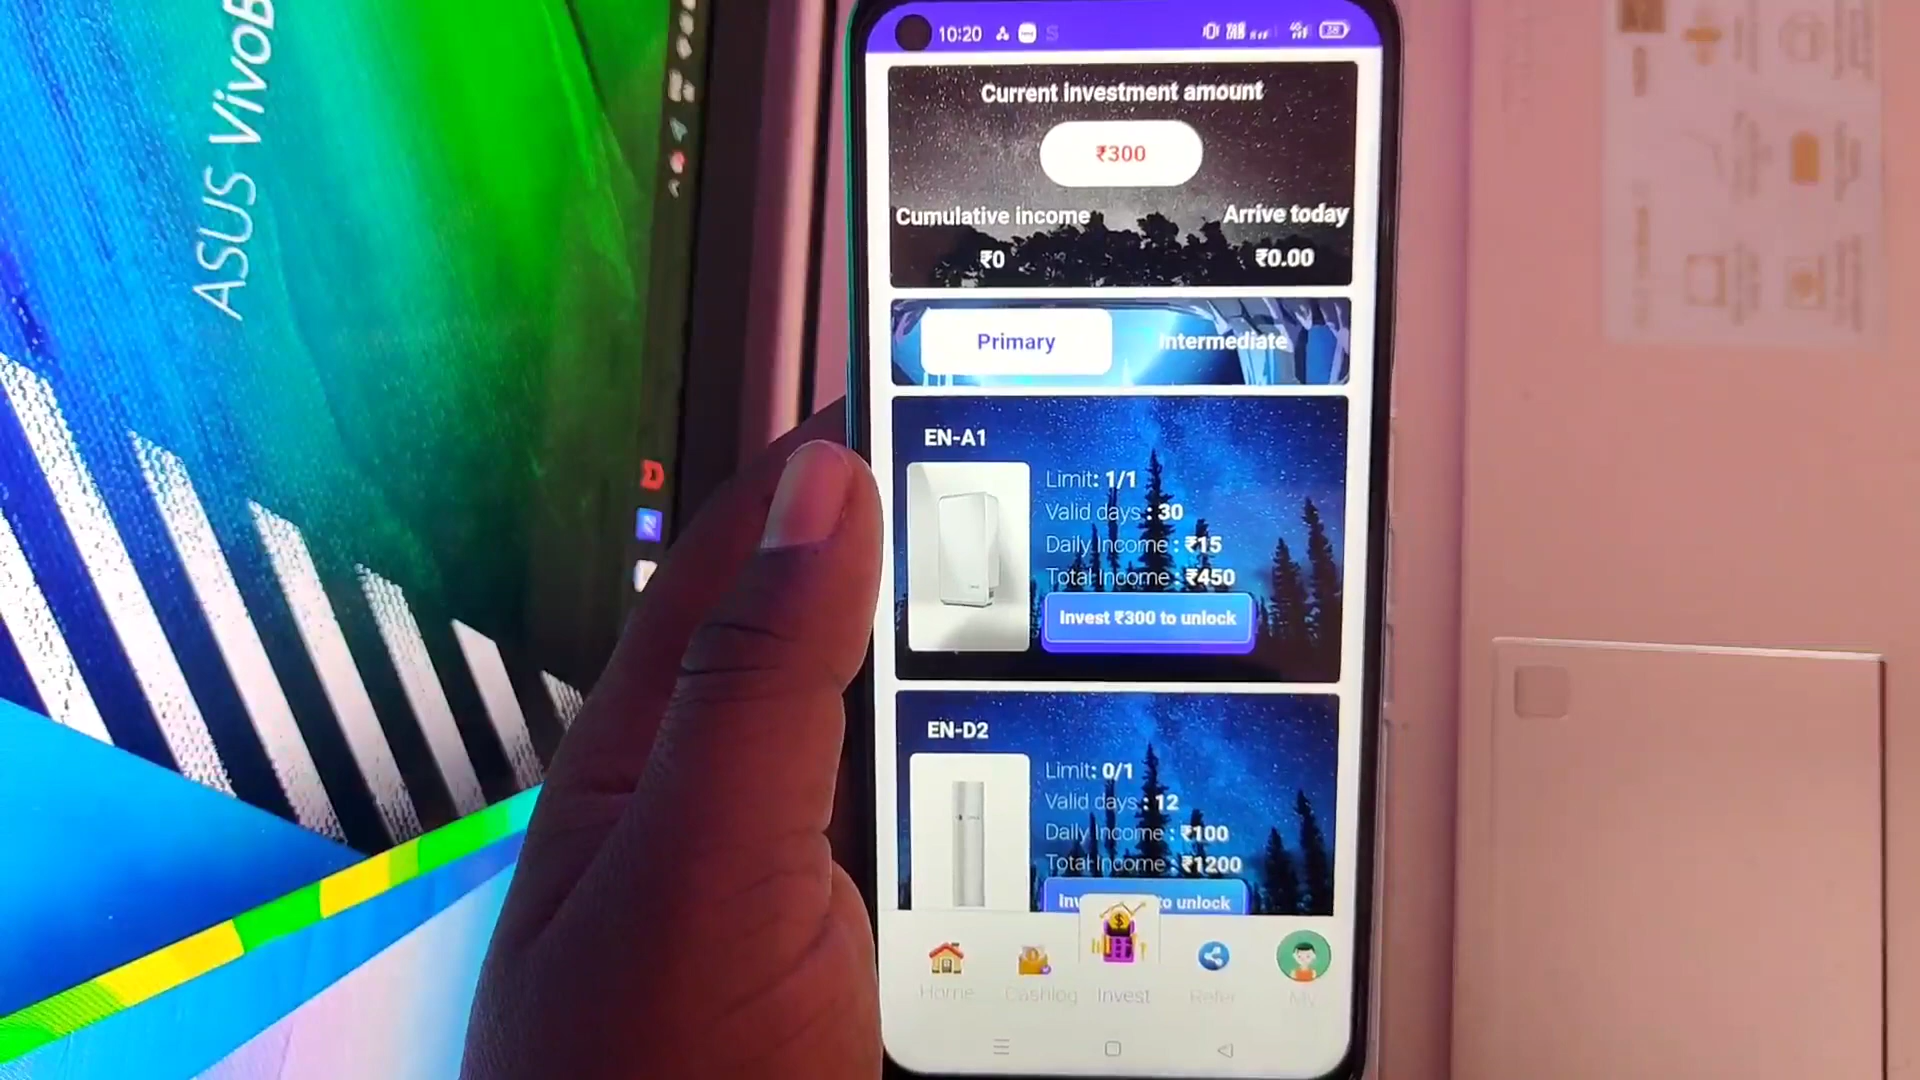 ASUS VivoB
10:20
Current investment amount
₹300
Cumulative income
Arrive today
₹0
₹0.00
Primary
Intermediate
EN-A1
Limit: 1/1
Valid days : 30
Daily Income : ₹15
Total Income : ₹450
Invest ₹300 to unlock
EN-D2
Limit: 0/1
Valid days : 12
Daily Income : ₹100
Total Income : ₹1200
to unlock
Home
Cashlog
Invest
Refer
My